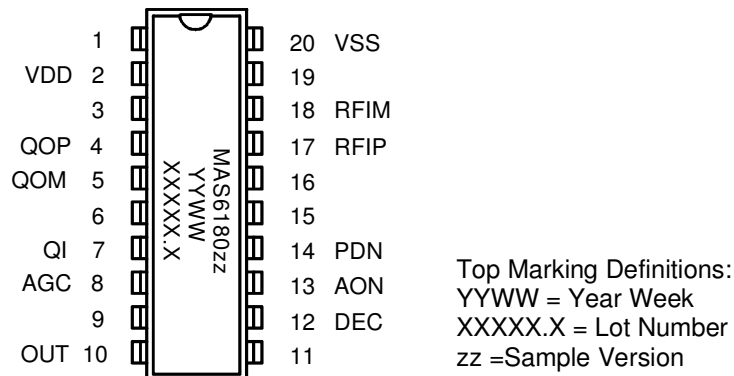 1 20 VSS
VDD 2 19
3 18 RFIM
QOP 4 17 RFIP
QOM 5 16
6 15
QI 7 14 PDN
AGC 8 13 AON
9 12 DEC
OUT 10 11
MAS6180zz
YYWW
XXXXX.X
Top Marking Definitions:
YYWW = Year Week
XXXXX.X = Lot Number
zz =Sample Version